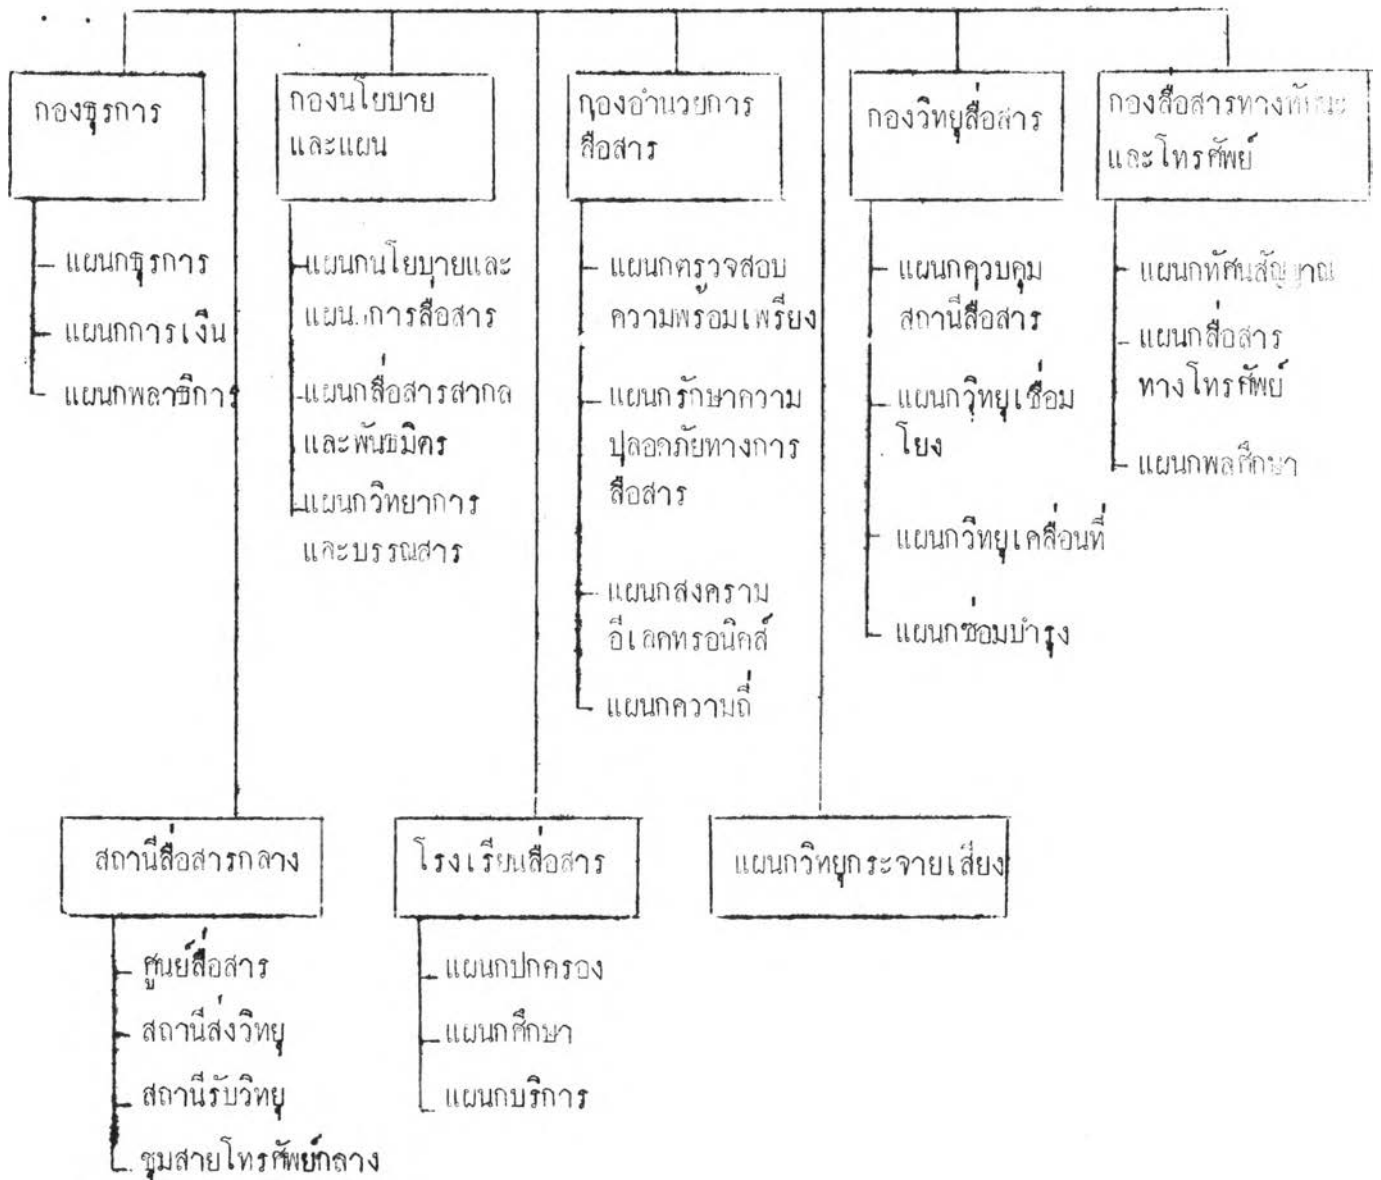 กองธุรการ
แผนกธุรการ
แผนกการเงิน
แผนกพลาธิการ
กองนโยบาย
และแผน
แผนกนโยบายและ
แผนการสื่อสาร
แผนกสื่อสารสากล
และพันธมิตร
แผนกวิทยาการ
และบรรณสาร
กองอำนวยการ
สื่อสาร
แผนกตรวจสอบ
ความพร้อมเพรียง
แผนกรักษาความ
ปลอดภัยทางการ
สื่อสาร
แผนกสงคราม
อีเลคทรอนิคส์
แผนกความถี่
กองวิทยุสื่อสาร
แผนกควบคุม
สถานีสื่อสาร
แผนกวิทยุเชื่อม
โยง
แผนกวิทยุเคลื่อนที่
แผนกซ่อมบำรุง
กองสื่อสารทางทัศนะ
และโทรศัพย์
แผนกทัศนสัญญาณ
แผนกสื่อสาร
ทางโทรศัพย์
แผนกพลศึกษา
สถานีสื่อสารกลาง
ศูนย์สื่อสาร
สถานีส่งวิทยุ
สถานีรับวิทยุ
ชุมสายโทรศัพย์กลาง
โรงเรียนสื่อสาร
แผนกปกครอง
แผนกศึกษา
แผนกบริการ
แผนกวิทยุกระจายเสียง